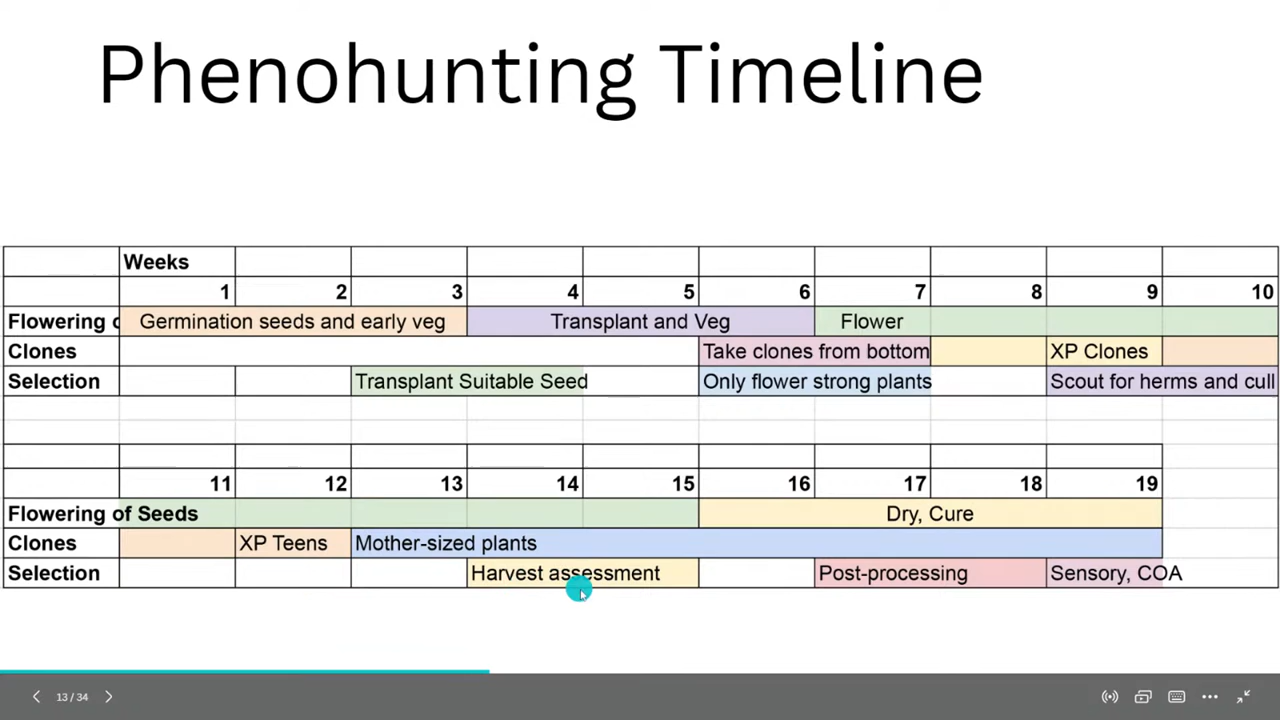 Phenohunting Timeline
Weeks
1 2 3 4 5 6 7 8 9 10
Flowering Germination seeds and early veg Transplant and Veg Flower
Clones Take clones from bottom XP Clones
Selection Transplant Suitable Seed Only flower strong plants Scout for herms and cull
11 12 13 14 15 16 17 18 19
Flowering of Seeds Dry, Cure
Clones XP Teens Mother-sized plants
Selection Harvest assessment Post-processing Sensory, COA
13 / 34